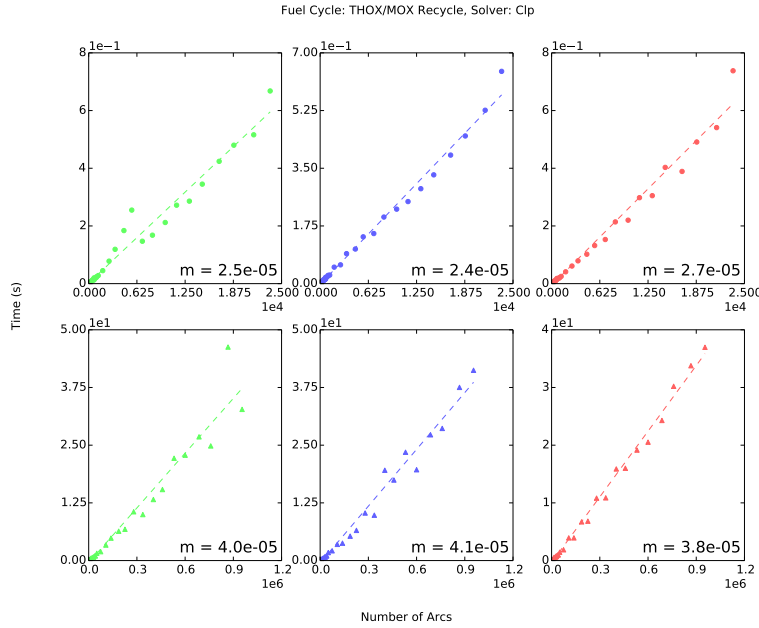 Fuel Cycle: THOX/MOX Recycle, Solver: Clp
8 1e−1
6
4
2
0
m = 2.5e-05
0.000 0.625 1.250 1.875 2.500
1e4
7.00 1e−1
5.25
3.50
1.75
0.00
m = 2.4e-05
0.000 0.625 1.250 1.875 2.500
1e4
8 1e−1
6
4
2
0
m = 2.7e-05
0.000 0.625 1.250 1.875 2.500
1e4
Time (s)
5.00 1e1
3.75
2.50
1.25
0.00
m = 4.0e-05
0.0 0.3 0.6 0.9 1.2
1e6
5.00 1e1
3.75
2.50
1.25
0.00
m = 4.1e-05
0.0 0.3 0.6 0.9 1.2
1e6
4 1e1
3
2
1
0
m = 3.8e-05
0.0 0.3 0.6 0.9 1.2
1e6
Number of Arcs